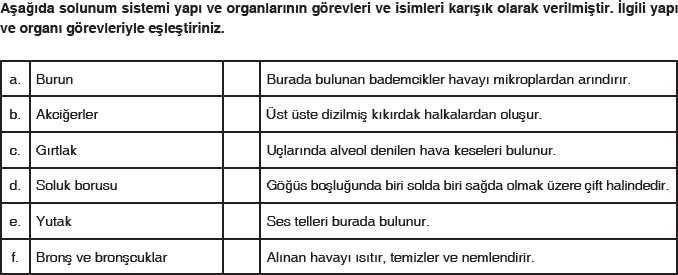 Aşağıda solunum sistemi yapı ve organlarının görevleri ve isimleri karışık olarak verilmiştir. İlgili yapı
ve organı görevleriyle eşleştiriniz.
a. Burun Burada bulunan bademcikler havayı mikroplardan arındırır.
b. Akciğerler Üst üste dizilmiş kıkırdak halkalardan oluşur.
c. Gırtlak Uçlarında alveol denilen hava keseleri bulunur.
d. Soluk borusu Göğüs boşluğunda biri solda biri sağda olmak üzere çift halindedir.
e. Yutak Ses telleri burada bulunur.
f. Bronş ve bronşcuklar Alınan havayı ısıtır, temizler ve nemlendirir.